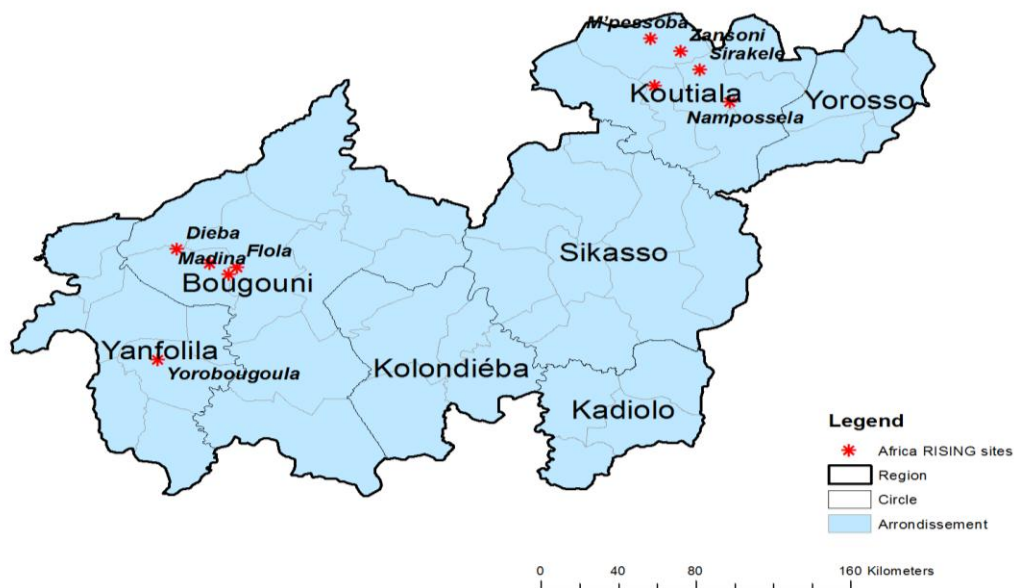 M'pessoba
Zansoni
Sirakele
Koutiala
Yorosso
Nampossela
Dieba
Flola
Madina
Bougouni
Sikasso
Yanfolila
Yorobougoula
Kolondiéba
Kadiolo
Legend
Africa RISING sites
Region
Circle
Arrondissement
0 40 80 160 Kilometers